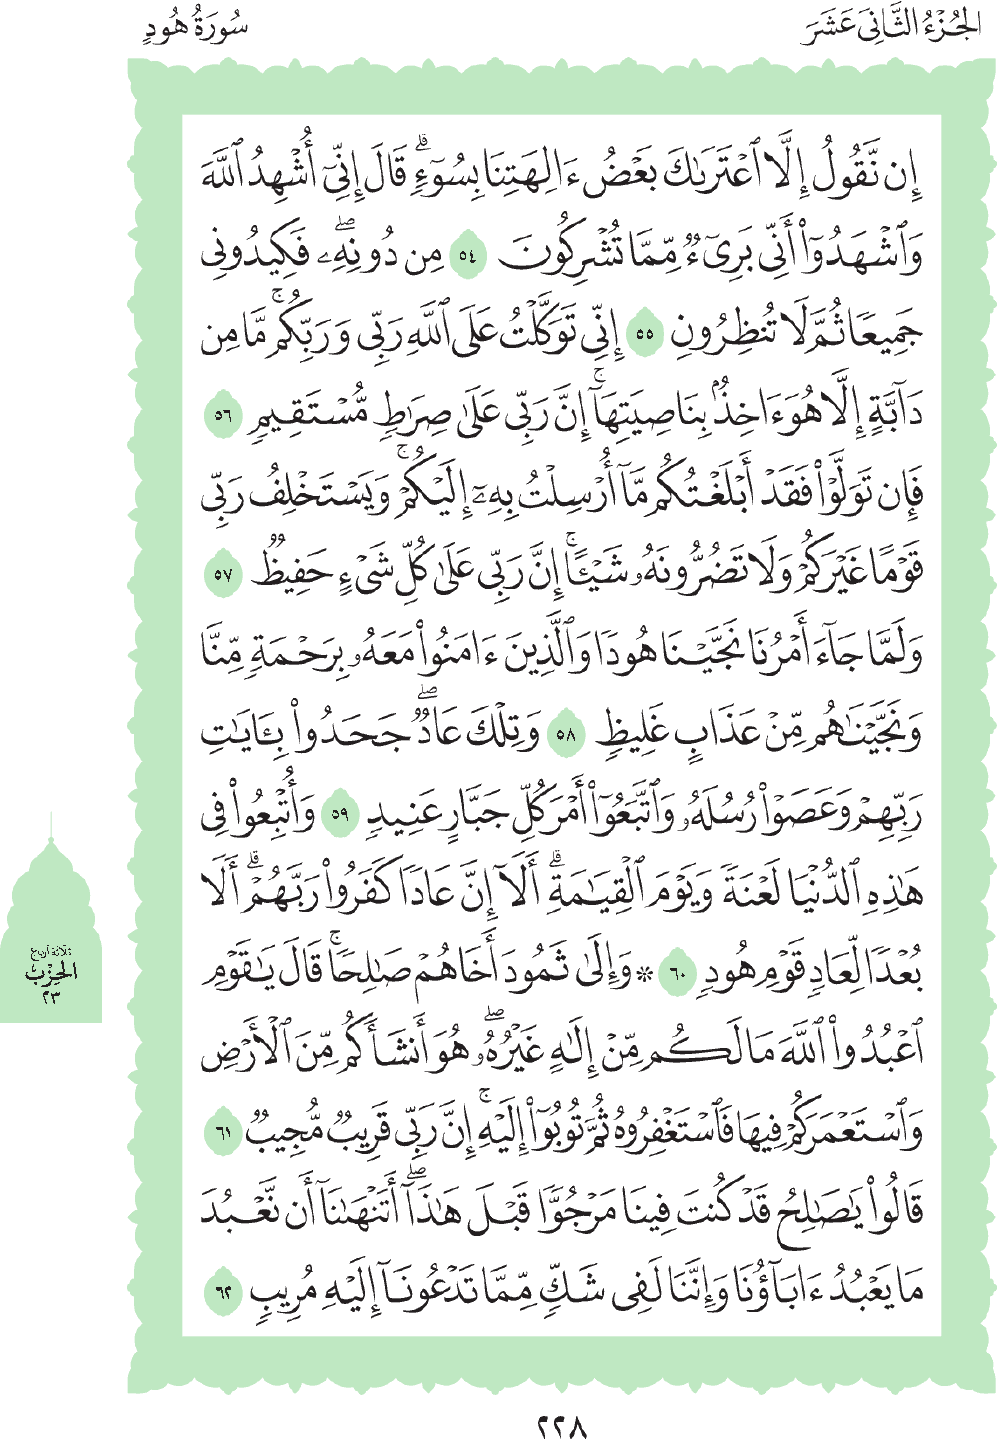 الجُزْءُ الثَّانِيَ عَشَرَ
سُورَةُ هُودٍ
إِن نَّقُولُ إِلَّا ٱعْتَرَىٰكَ بَعْضُ ءَالِهَتِنَا بِسُوٓءٍۗ قَالَ إِنِّىٓ أُشْهِدُ ٱللَّهَ
وَٱشْهَدُوٓا۟ أَنِّى بَرِىٓءٌ مِّمَّا تُشْرِكُونَ ٥٤ مِن دُونِهِۦۖ فَكِيدُونِى
جَمِيعًا ثُمَّ لَا تُنظِرُونِ ٥٥ إِنِّى تَوَكَّلْتُ عَلَى ٱللَّهِ رَبِّى وَرَبِّكُمۚ مَّا مِن
دَآبَّةٍ إِلَّا هُوَ ءَاخِذٌۢ بِنَاصِيَتِهَآۚ إِنَّ رَبِّى عَلَىٰ صِرَٰطٍ مُّسْتَقِيمٍ ٥٦
فَإِن تَوَلَّوْا۟ فَقَدْ أَبْلَغْتُكُم مَّآ أُرْسِلْتُ بِهِۦٓ إِلَيْكُمْۚ وَيَسْتَخْلِفُ رَبِّى
قَوْمًا غَيْرَكُمْ وَلَا تَضُرُّونَهُۥ شَيْـًٔاۚ إِنَّ رَبِّى عَلَىٰ كُلِّ شَىْءٍ حَفِيظٌ ٥٧
وَلَمَّا جَآءَ أَمْرُنَا نَجَّيْنَا هُودًا وَٱلَّذِينَ ءَامَنُوا۟ مَعَهُۥ بِرَحْمَةٍ مِّنَّا
وَنَجَّيْنَٰهُم مِّنْ عَذَابٍ غَلِيظٍ ٥٨ وَتِلْكَ عَادٌۖ جَحَدُوا۟ بِـَٔايَٰتِ
رَبِّهِمْ وَعَصَوْا۟ رُسُلَهُۥ وَٱتَّبَعُوٓا۟ أَمْرَ كُلِّ جَبَّارٍ عَنِيدٍ ٥٩ وَأُتْبِعُوا۟ فِى
هَٰذِهِ ٱلدُّنْيَا لَعْنَةً وَيَوْمَ ٱلْقِيَٰمَةِۗ أَلَآ إِنَّ عَادًا كَفَرُوا۟ رَبَّهُمْۗ أَلَا
بُعْدًا لِّعَادٍ قَوْمِ هُودٍ ٦٠ ۞ وَإِلَىٰ ثَمُودَ أَخَاهُمْ صَٰلِحًاۚ قَالَ يَٰقَوْمِ
ٱعْبُدُوا۟ ٱللَّهَ مَا لَكُم مِّنْ إِلَٰهٍ غَيْرُهُۥۖ هُوَ أَنشَأَكُم مِّنَ ٱلْأَرْضِ
وَٱسْتَعْمَرَكُمْ فِيهَا فَٱسْتَغْفِرُوهُ ثُمَّ تُوبُوٓا۟ إِلَيْهِۚ إِنَّ رَبِّى قَرِيبٌ مُّجِيبٌ ٦١
قَالُوا۟ يَٰصَٰلِحُ قَدْ كُنتَ فِينَا مَرْجُوًّا قَبْلَ هَٰذَآۖ أَتَنْهَىٰنَآ أَن نَّعْبُدَ
مَا يَعْبُدُ ءَابَآؤُنَا وَإِنَّنَا لَفِى شَكٍّ مِّمَّا تَدْعُونَآ إِلَيْهِ مُرِيبٍ ٦٢
ثلاثة أرباع
الحِزْب
٢٣
٢٢٨